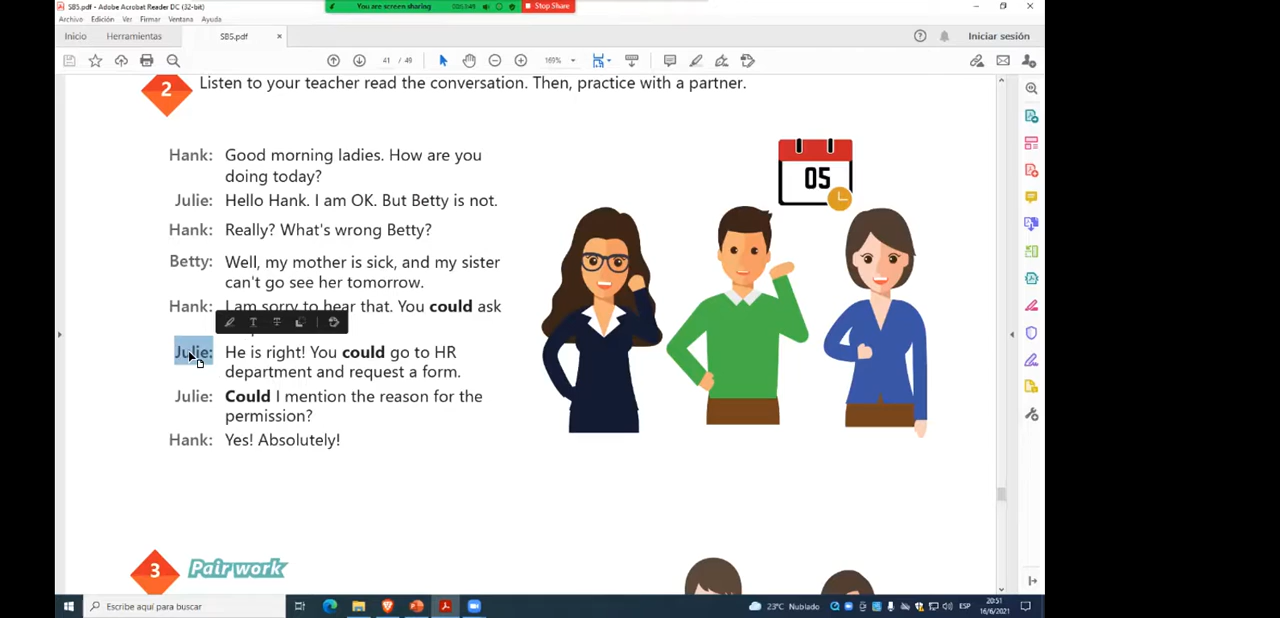 SB5.pdf - Adobe Acrobat Reader DC (32-bit)
You are screen sharing
Stop Share
Archivo Edición Ver Firmar Ventana Ayuda
Inicio Herramientas SB5.pdf × Iniciar sesión
41 / 49 169%
2 Listen to your teacher read the conversation. Then, practice with a partner.
Hank: Good morning ladies. How are you
doing today?
Julie: Hello Hank. I am OK. But Betty is not.
Hank: Really? What's wrong Betty?
Betty: Well, my mother is sick, and my sister
can't go see her tomorrow.
Hank: I am sorry to hear that. You could ask
Julie: He is right! You could go to HR
department and request a form.
Julie: Could I mention the reason for the
permission?
Hank: Yes! Absolutely!
05
3 Pair work
Escribe aquí para buscar
23°C Nublado
ESP
20:51
16/6/2021